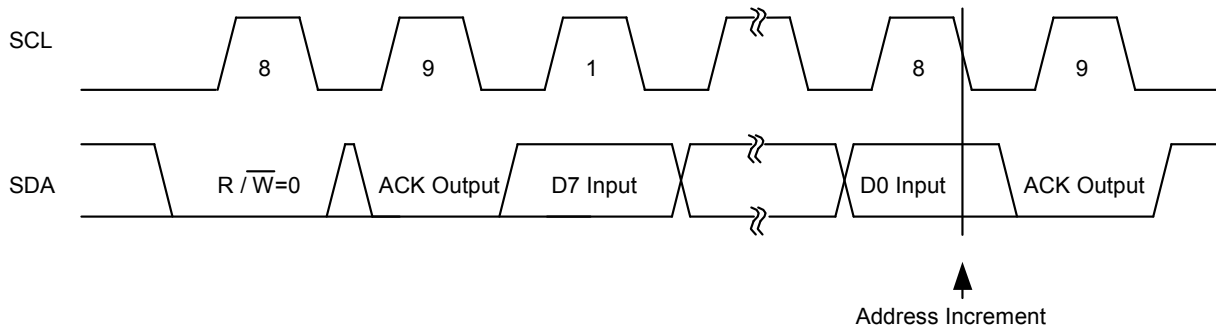 SCL
8
9
1
8
9
SDA
R / W̅=0
ACK Output
D7 Input
D0 Input
ACK Output
Address Increment